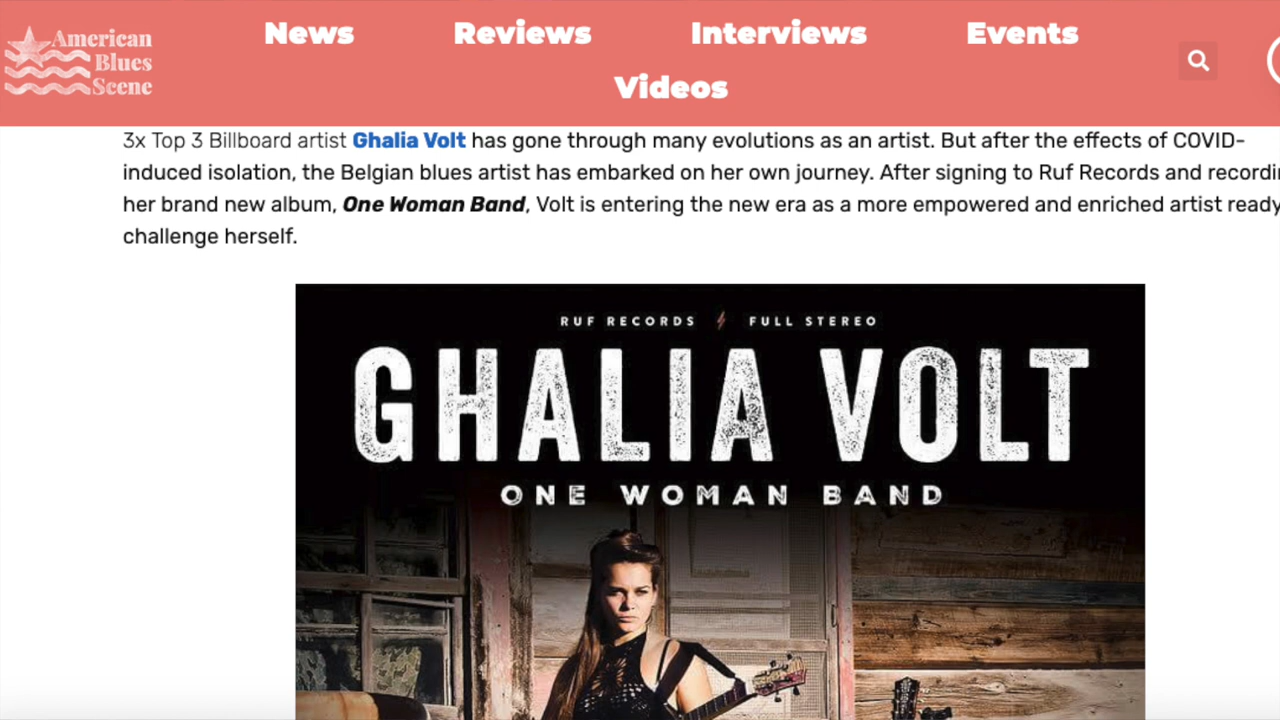 American
Blues
Scene
News
Reviews
Interviews
Events
Videos
3x Top 3 Billboard artist Ghalia Volt has gone through many evolutions as an artist. But after the effects of COVID-
induced isolation, the Belgian blues artist has embarked on her own journey. After signing to Ruf Records and
her brand new album, One Woman Band, Volt is entering the new era as a more empowered and enriched artist ready
challenge herself.
RUF RECORDS FULL STEREO
GHALIA VOLT
ONE WOMAN BAND